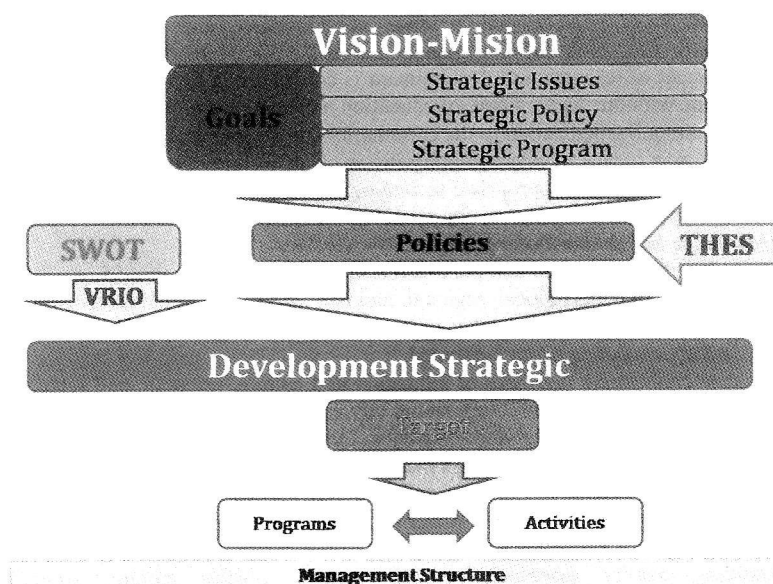 Vision-Mision
Goals
Strategic Issues
Strategic Policy
Strategic Program
Policies
THES
SWOT
VRIO
Development Strategic
Target
Programs
Activities
Management Structure